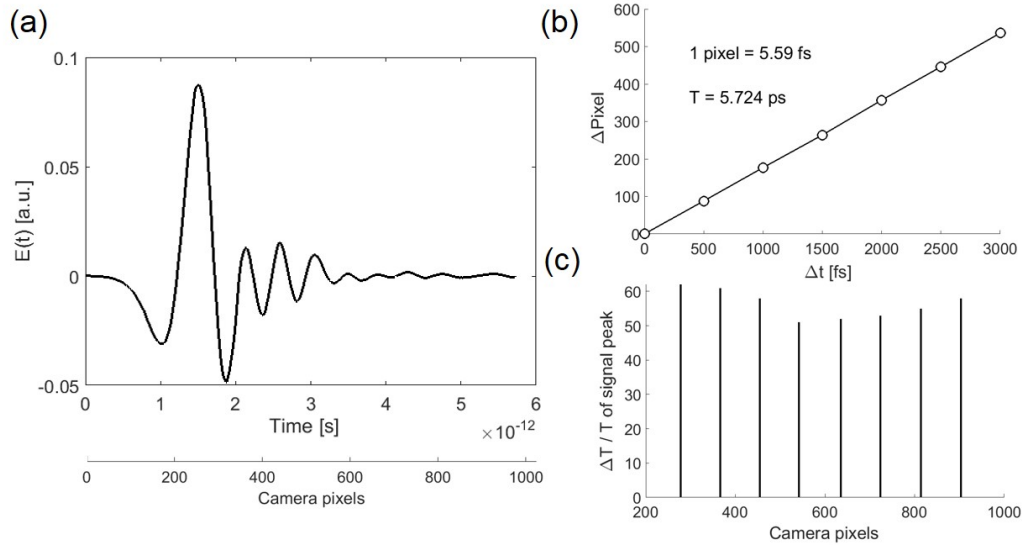 (a)
0.1
0.05
0
-0.05
E(t) [a.u.]
0 1 2 3 4 5 6
Time [s]
×10⁻¹²
0 200 400 600 800 1000
Camera pixels
(b)
600
500
400
300
200
100
0
ΔPixel
1 pixel = 5.59 fs
T = 5.724 ps
0 500 1000 1500 2000 2500 3000
Δt [fs]
(c)
60
50
40
30
20
10
0
ΔT / T of signal peak
200 400 600 800 1000
Camera pixels